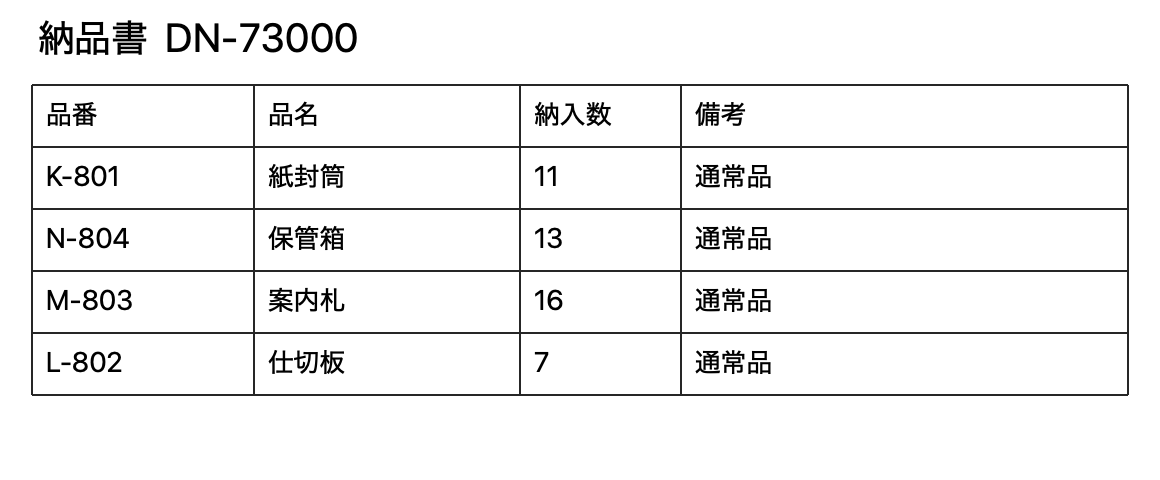 納品書 DN-73000
品番 品名 納入数 備考
K-801 紙封筒 11 通常品
N-804 保管箱 13 通常品
M-803 案内札 16 通常品
L-802 仕切板 7 通常品